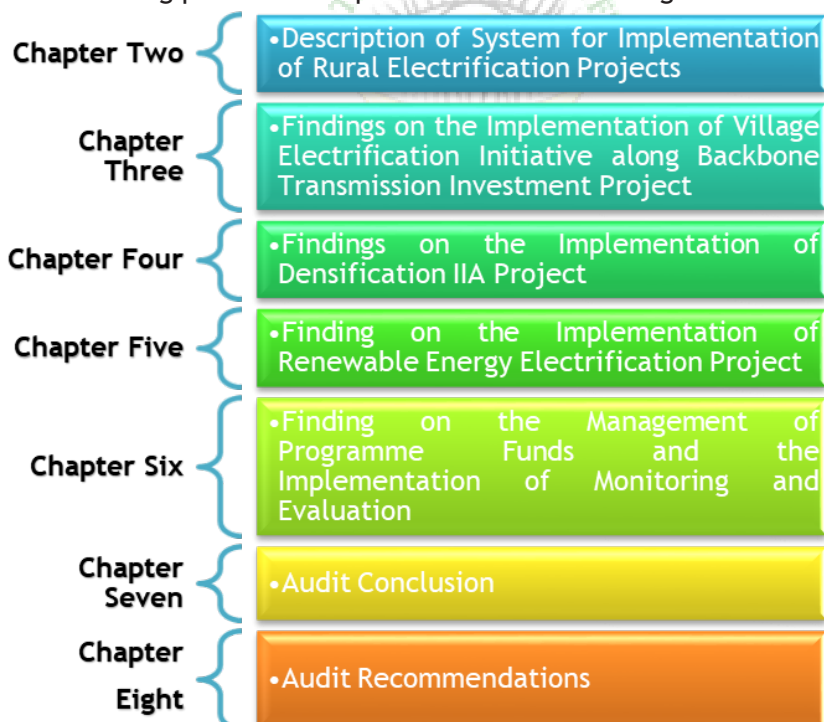 Chapter Two
•Description of System for Implementation
of Rural Electrification Projects
Chapter
Three
•Findings on the Implementation of Village
Electrification Initiative along Backbone
Transmission Investment Project
Chapter Four
•Findings on the Implementation of
Densification IIA Project
Chapter Five
•Finding on the Implementation of
Renewable Energy Electrification Project
Chapter Six
•Finding on the Management of
Programme Funds and the
Implementation of Monitoring and
Evaluation
Chapter
Seven
•Audit Conclusion
Chapter
Eight
•Audit Recommendations